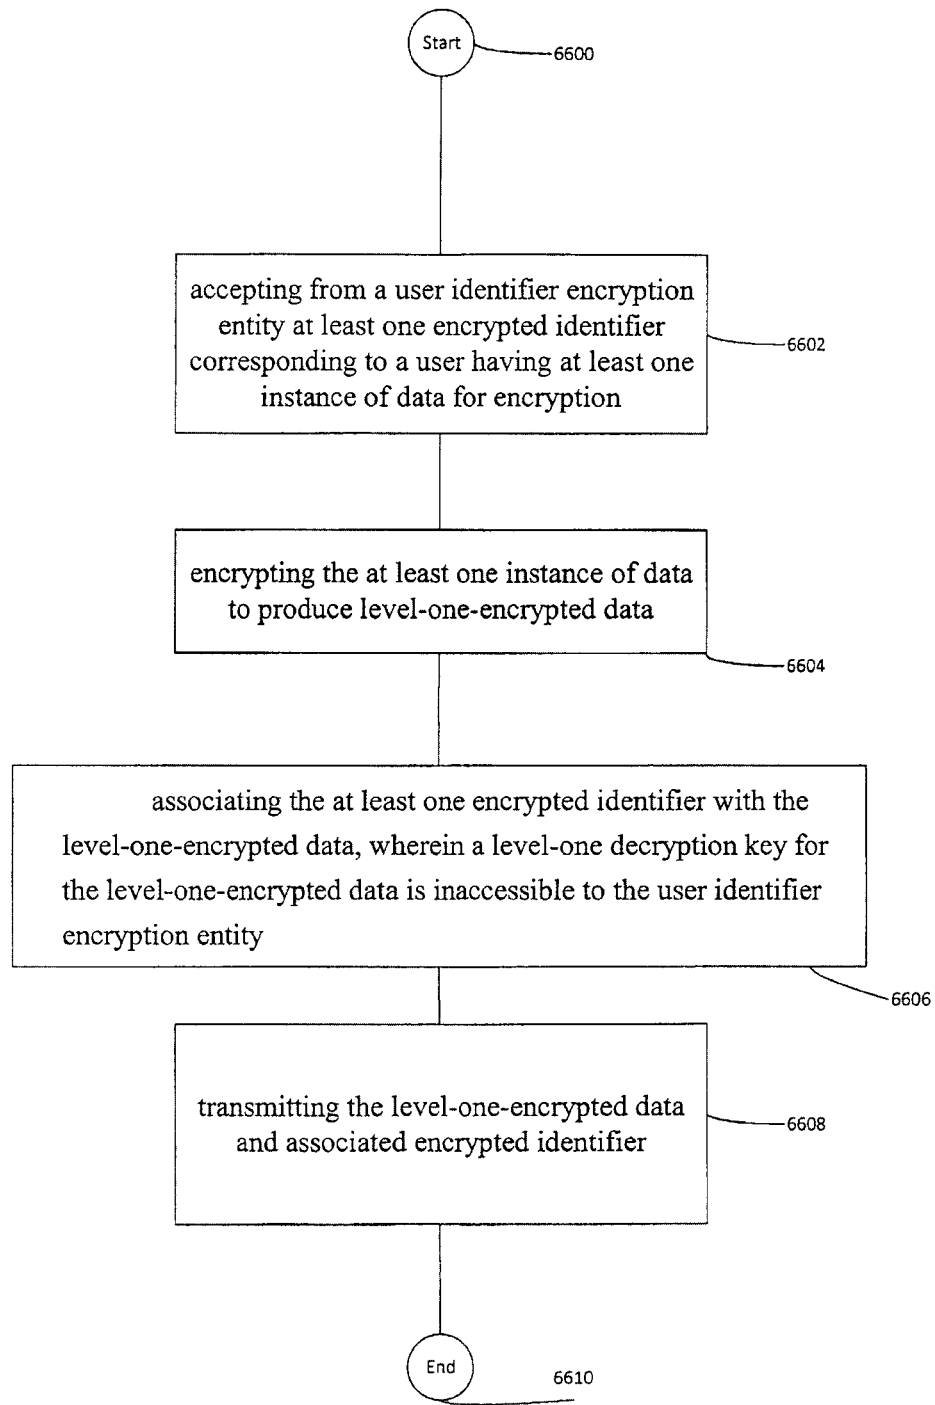 Start
6600
accepting from a user identifier encryption
entity at least one encrypted identifier
corresponding to a user having at least one
instance of data for encryption
6602
encrypting the at least one instance of data
to produce level-one-encrypted data
6604
associating the at least one encrypted identifier with the
level-one-encrypted data, wherein a level-one decryption key for
the level-one-encrypted data is inaccessible to the user identifier
encryption entity
6606
transmitting the level-one-encrypted data
and associated encrypted identifier
6608
End
6610